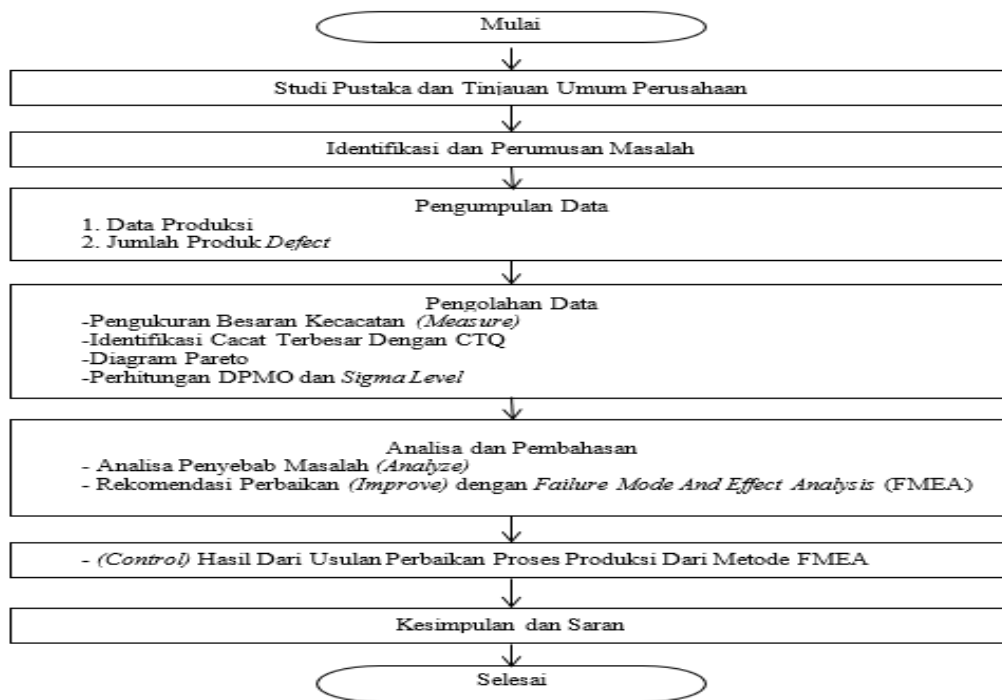 Mulai
Studi Pustaka dan Tinjauan Umum Perusahaan
Identifikasi dan Perumusan Masalah
Pengumpulan Data
1. Data Produksi
2. Jumlah Produk Defect
Pengolahan Data
-Pengukuran Besaran Kecacatan (Measure)
-Identifikasi Cacat Terbesar Dengan CTQ
-Diagram Pareto
-Perhitungan DPMO dan Sigma Level
Analisa dan Pembahasan
- Analisa Penyebab Masalah (Analyze)
- Rekomendasi Perbaikan (Improve) dengan Failure Mode And Effect Analysis (FMEA)
- (Control) Hasil Dari Usulan Perbaikan Proses Produksi Dari Metode FMEA
Kesimpulan dan Saran
Selesai